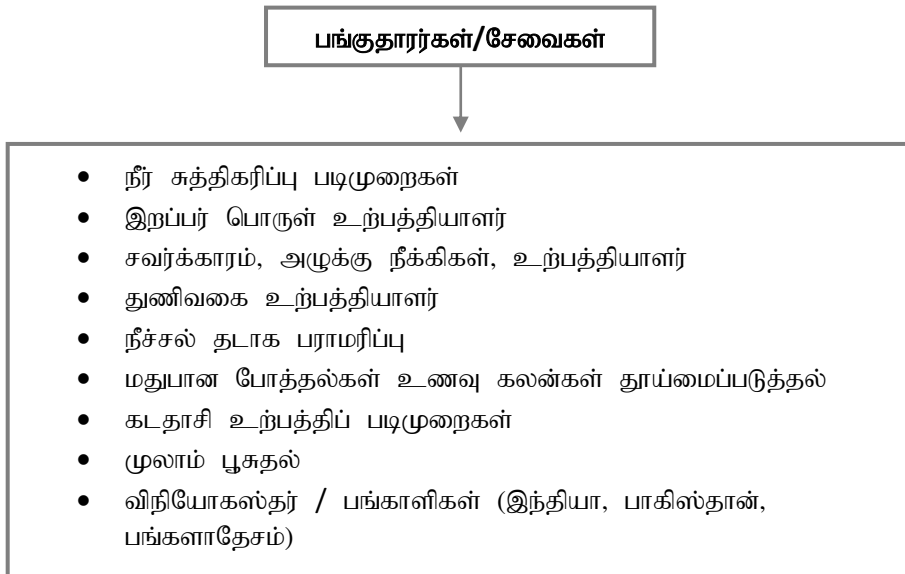 பங்குதாரர்கள்/சேவைகள்
• நீர் சுத்திகரிப்பு படிமுறைகள்
• இறப்பர் பொருள் உற்பத்தியாளர்
• சவர்க்காரம், அழுக்கு நீக்கிகள், உற்பத்தியாளர்
• துணிவகை உற்பத்தியாளர்
• நீச்சல் தடாக பராமரிப்பு
• மதுபான போத்தல்கள் உணவு கலன்கள் தூய்மைப்படுத்தல்
• கடதாசி உற்பத்திப் படிமுறைகள்
• முலாம் பூசுதல்
• விநியோகஸ்தர் / பங்காளிகள் (இந்தியா, பாகிஸ்தான்,
பங்களாதேசம்)